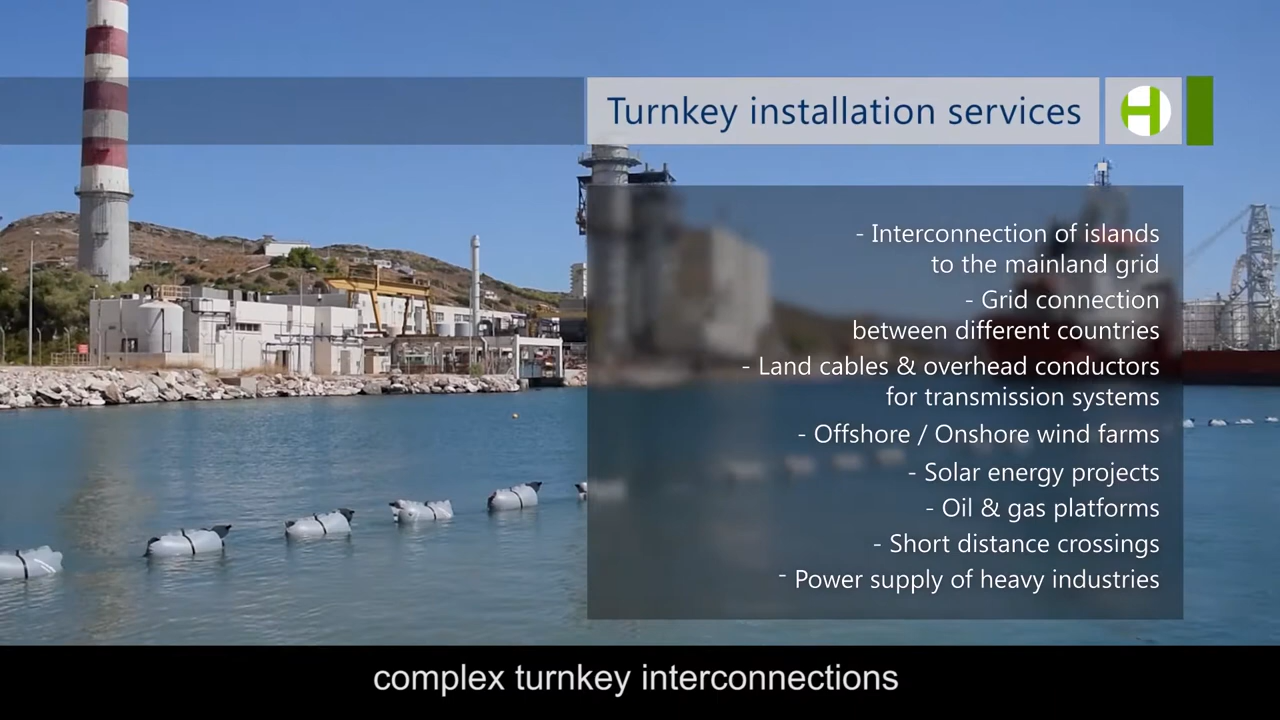 Turnkey installation services
- Interconnection of islands
to the mainland grid
- Grid connection
between different countries
- Land cables & overhead conductors
for transmission systems
- Offshore / Onshore wind farms
- Solar energy projects
- Oil & gas platforms
- Short distance crossings
- Power supply of heavy industries
complex turnkey interconnections